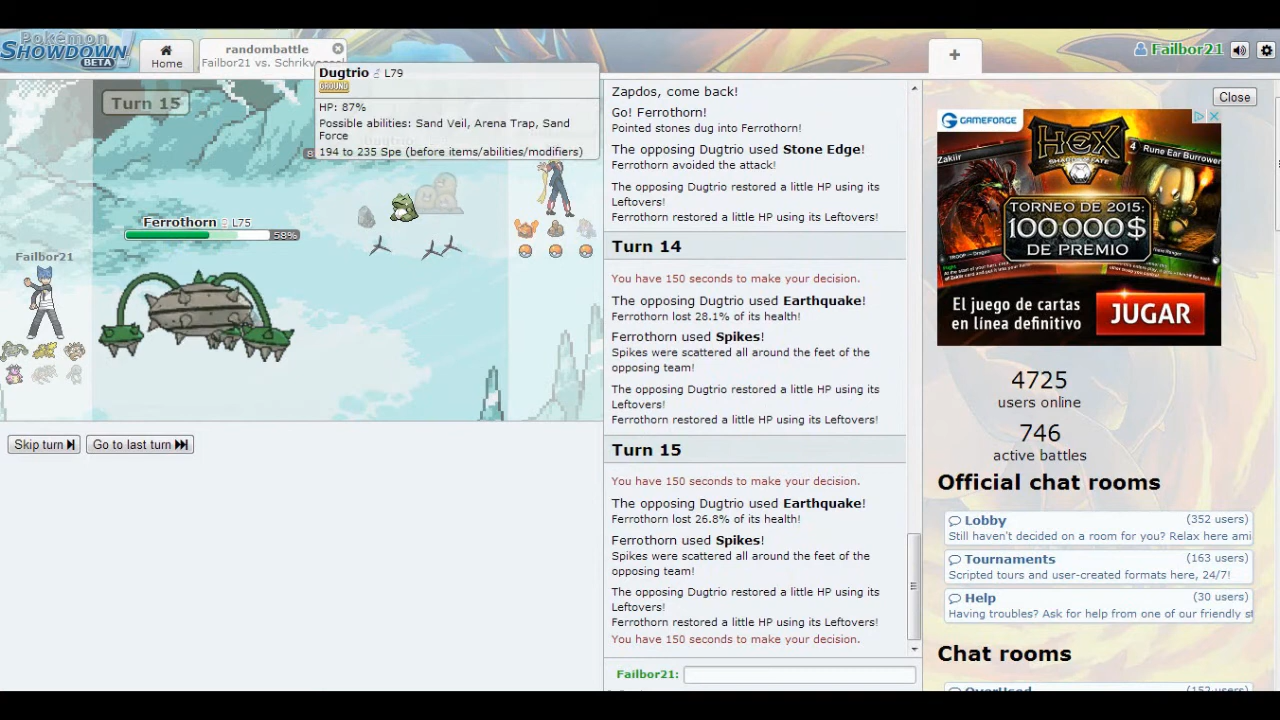 Pokémon
SHOWDOWN
BETA
Home
randombattle
Failbor21 vs. Schrikv
Failbor21
Dugtrio L79
GROUND
HP: 87%
Possible abilities: Sand Veil, Arena Trap, Sand
Force
194 to 235 Spe (before items/abilities/modifiers)
Turn 15
Ferrothorn L75
58%
Failbor21
Skip turn
Go to last turn
Zapdos, come back!
Go! Ferrothorn!
Pointed stones dug into Ferrothorn!
The opposing Dugtrio used Stone Edge!
Ferrothorn avoided the attack!
The opposing Dugtrio restored a little HP using its
Leftovers!
Ferrothorn restored a little HP using its Leftovers!
Turn 14
You have 150 seconds to make your decision.
The opposing Dugtrio used Earthquake!
Ferrothorn lost 28.1% of its health!
Ferrothorn used Spikes!
Spikes were scattered all around the feet of the
opposing team!
The opposing Dugtrio restored a little HP using its
Leftovers!
Ferrothorn restored a little HP using its Leftovers!
Turn 15
You have 150 seconds to make your decision.
The opposing Dugtrio used Earthquake!
Ferrothorn lost 26.8% of its health!
Ferrothorn used Spikes!
Spikes were scattered all around the feet of the
opposing team!
The opposing Dugtrio restored a little HP using its
Leftovers!
Ferrothorn restored a little HP using its Leftovers!
You have 150 seconds to make your decision.
Failbor21:
Close
GAMEFORGE
HEX
SHARDS OF FATE
Zakiir
4
Rune Ear Burrower
TORNEO DE 2015:
100 000$
DE PREMIO
El juego de cartas
en línea definitivo
JUGAR
4725
users online
746
active battles
Official chat rooms
Lobby (352 users)
Still haven't decided on a room for you? Relax here ami
Tournaments (163 users)
Scripted tours and user-created formats here, 24/7!
Help (30 users)
Having troubles? Ask for help from one of our friendly s
Chat rooms
OverUsed (152 users)